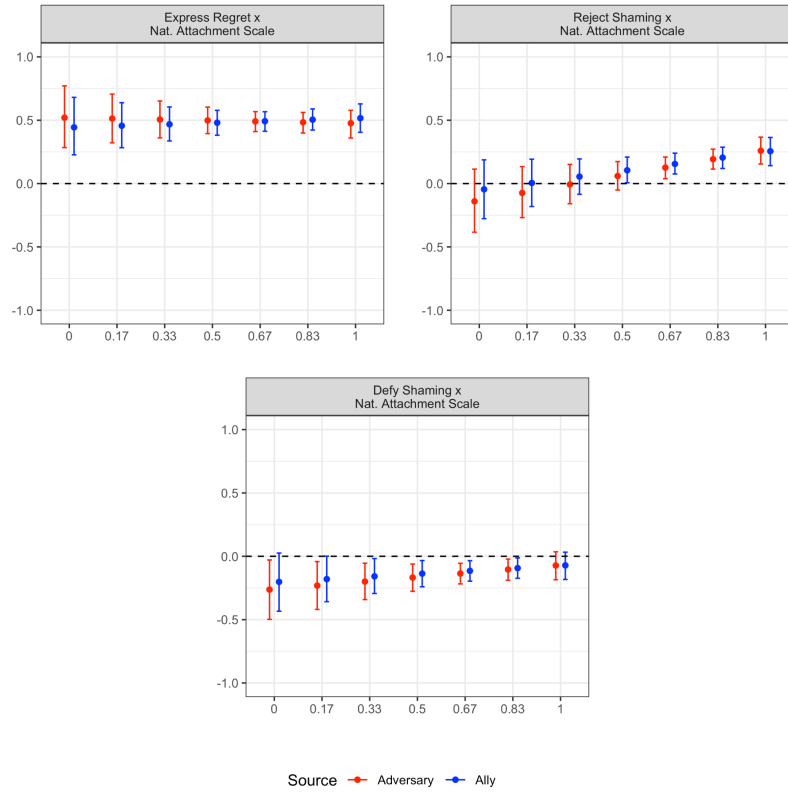 Express Regret x
Nat. Attachment Scale
1.0
0.5
0.0
-0.5
-1.0
0 0.17 0.33 0.5 0.67 0.83 1
Reject Shaming x
Nat. Attachment Scale
1.0
0.5
0.0
-0.5
-1.0
0 0.17 0.33 0.5 0.67 0.83 1
Defy Shaming x
Nat. Attachment Scale
1.0
0.5
0.0
-0.5
-1.0
0 0.17 0.33 0.5 0.67 0.83 1
Source Adversary Ally